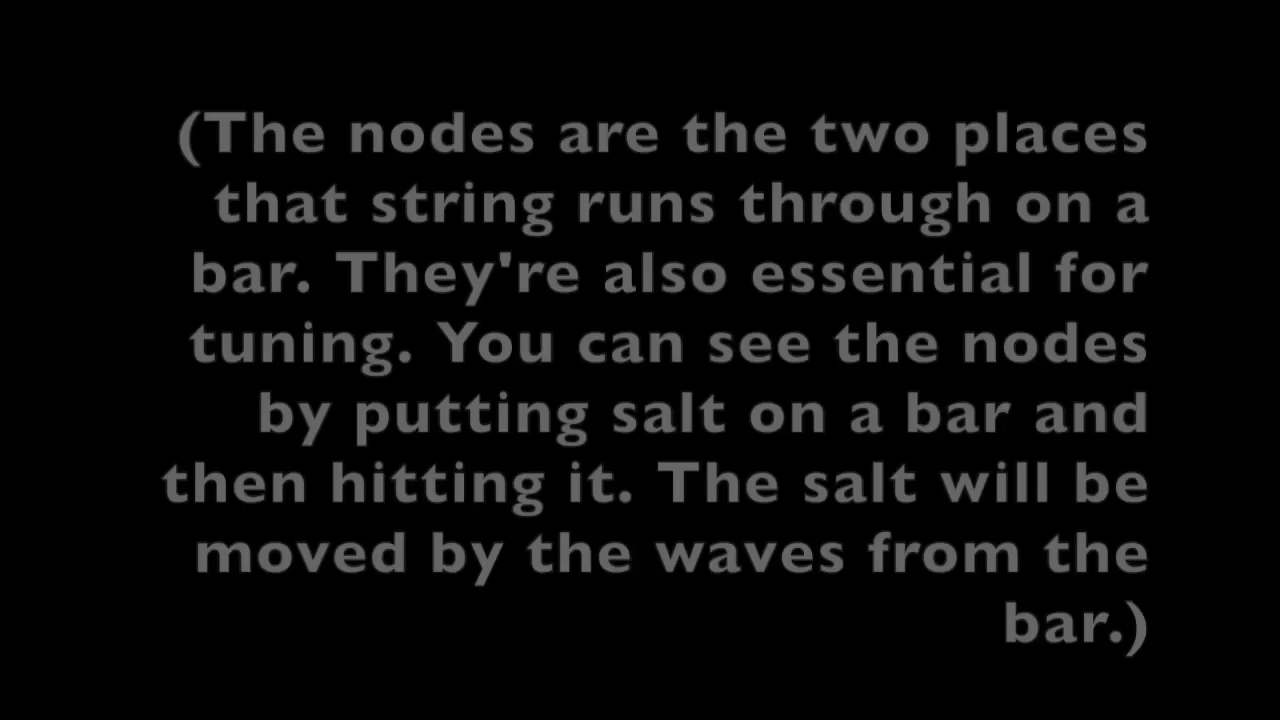 (The nodes are the two places
that string runs through on a
bar. They're also essential for
tuning. You can see the nodes
by putting salt on a bar and
then hitting it. The salt will be
moved by the waves from the
bar.)